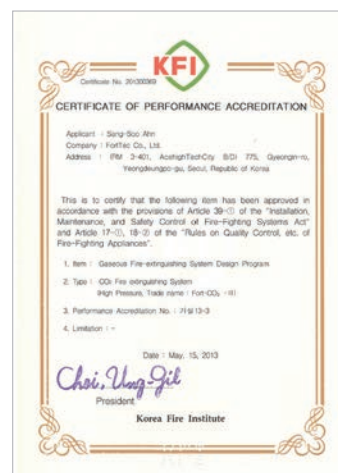 KFI
Certificate No. 201300369
CERTIFICATE OF PERFORMANCE ACCREDITATION
Applicant : Sang-Soo Ahn
Company : FortTec Co., Ltd.
Address : (RM 3-401, AcehighTechCity B/D) 775, Gyeongin-ro,
Yeongdeungpo-gu, Seoul, Republic of Korea
This is to certify that the following item has been approved in
accordance with the provisions of Article 39-① of the "Installation,
Maintenance, and Safety Control of Fire-Fighting Systems Act"
and Article 17-①, 18-② of the "Rules on Quality Control, etc. of
Fire-Fighting Appliances".
1. Item : Gaseous Fire-extinguishing System Design Program
2. Type : CO₂ Fire extinguishing System
(High Pressure, Trade name : Fort-CO₂ -
3. Performance Accreditation No. : 13-3
4. Limitation : -
Date : May, 15, 2013
Choi, Ung-Gil
President
Korea Fire Institute